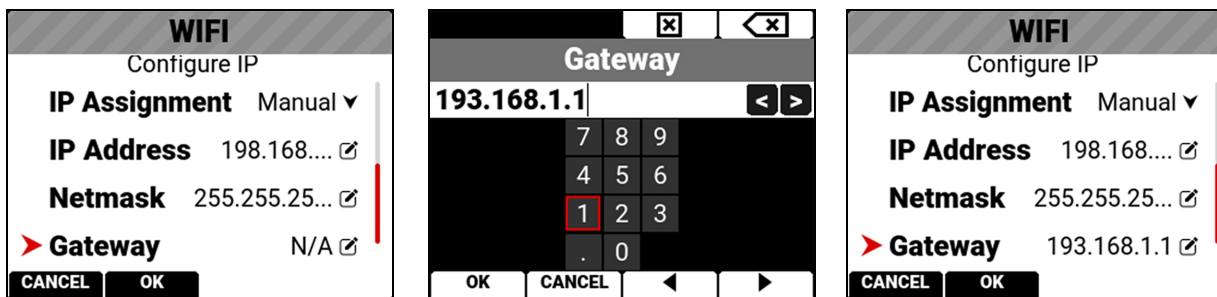 WIFI
Configure IP
IP Assignment Manual
IP Address 198.168....
Netmask 255.255.25...
Gateway N/A
CANCEL OK
Gateway
193.168.1.1
< >
7 8 9
4 5 6
1 2 3
. 0
OK CANCEL
WIFI
Configure IP
IP Assignment Manual
IP Address 198.168....
Netmask 255.255.25...
Gateway 193.168.1.1
CANCEL OK